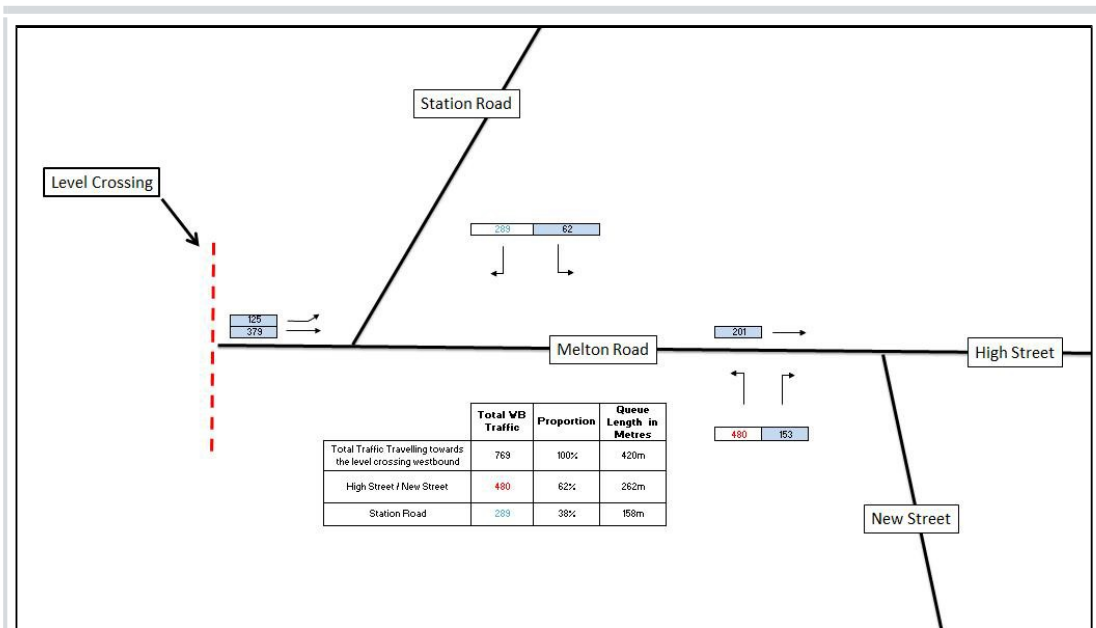 Station Road
Level Crossing
289 62
125
379
201
Melton Road
High Street
480 153
Total WB
Traffic
Proportion
Queue
Length in
Metres
Total Traffic Travelling towards
the level crossing westbound
769
100%
420m
High Street / New Street
480
62%
262m
Station Road
289
38%
158m
New Street